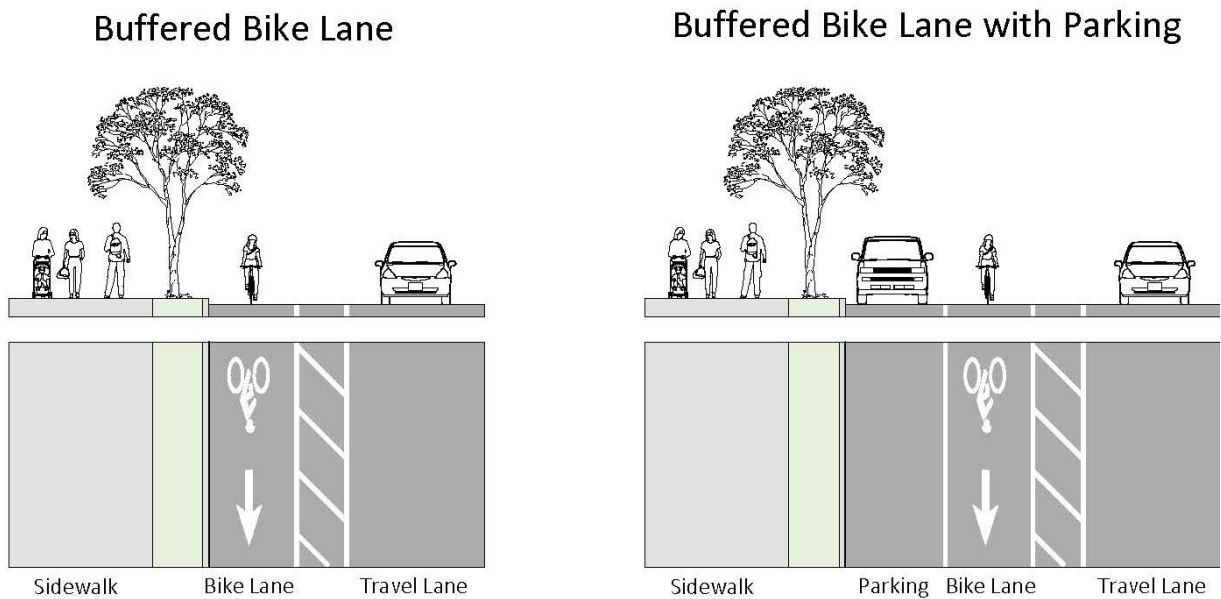 Buffered Bike Lane
Sidewalk Bike Lane Travel Lane
Buffered Bike Lane with Parking
Sidewalk Parking Bike Lane Travel Lane